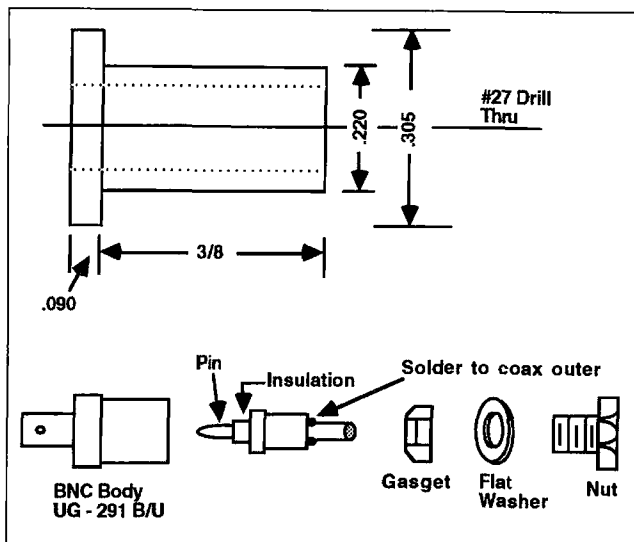 #27 Drill
Thru
.220
.305
3/8
.090
Pin
Insulation
Solder to coax outer
BNC Body
UG - 291 B/U
Gasget
Flat
Washer
Nut